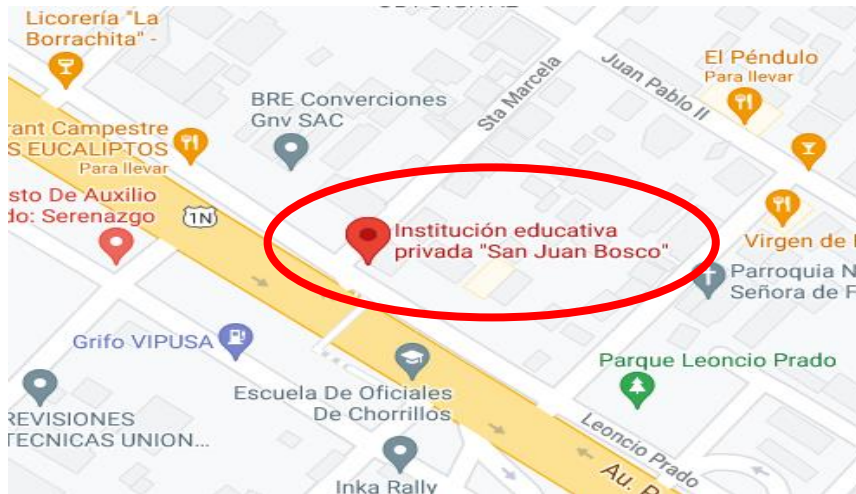 Licorería "La
Borrachita" -
El Péndulo
Para llevar
Juan Pablo II
Sta Marcela
BRE Converciones
Gnv SAC
rant Campestre
S EUCALIPTOS
Para llevar
sto De Auxilio
do: Serenazgo
1N
Institución educativa
privada "San Juan Bosco"
Virgen de
Parroquia N
Señora de F
Grifo VIPUSA
Parque Leoncio Prado
Escuela De Oficiales
De Chorrillos
REVISIONES
TECNICAS UNION...
Leoncio Prado
Inka Rally
Au. P